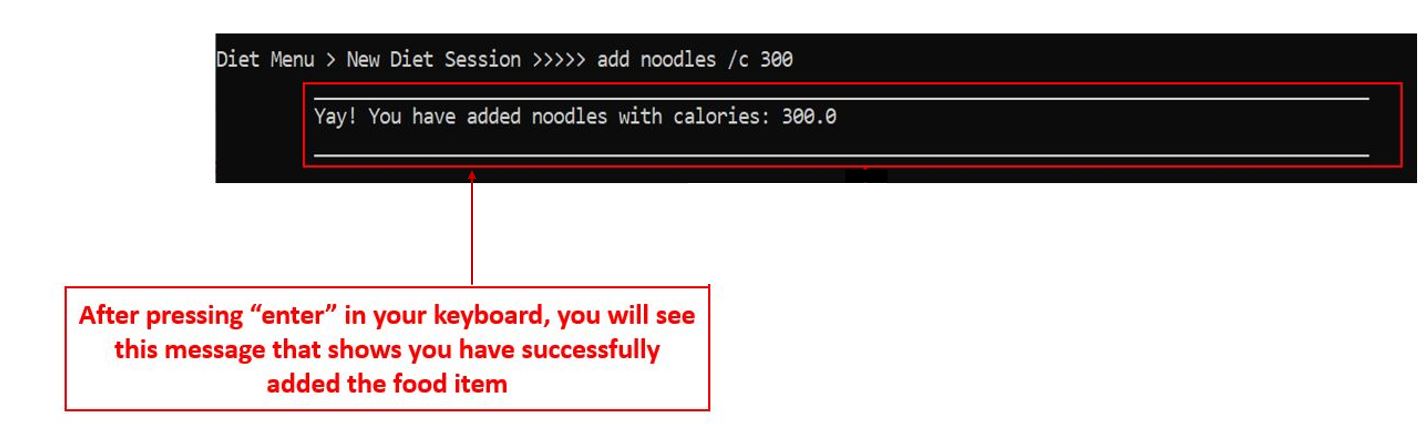 Diet Menu > New Diet Session >>>>> add noodles /c 300
Yay! You have added noodles with calories: 300.0
After pressing “enter” in your keyboard, you will see
this message that shows you have successfully
added the food item